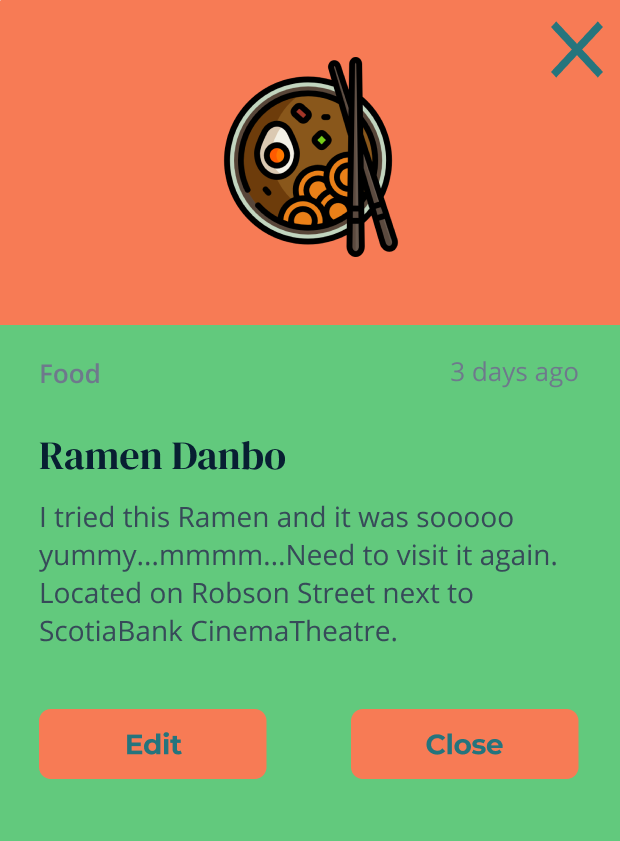 Food
3 days ago
Ramen Danbo
I tried this Ramen and it was sooooo
yummy...mmmm...Need to visit it again.
Located on Robson Street next to
ScotiaBank CinemaTheatre.
Edit
Close